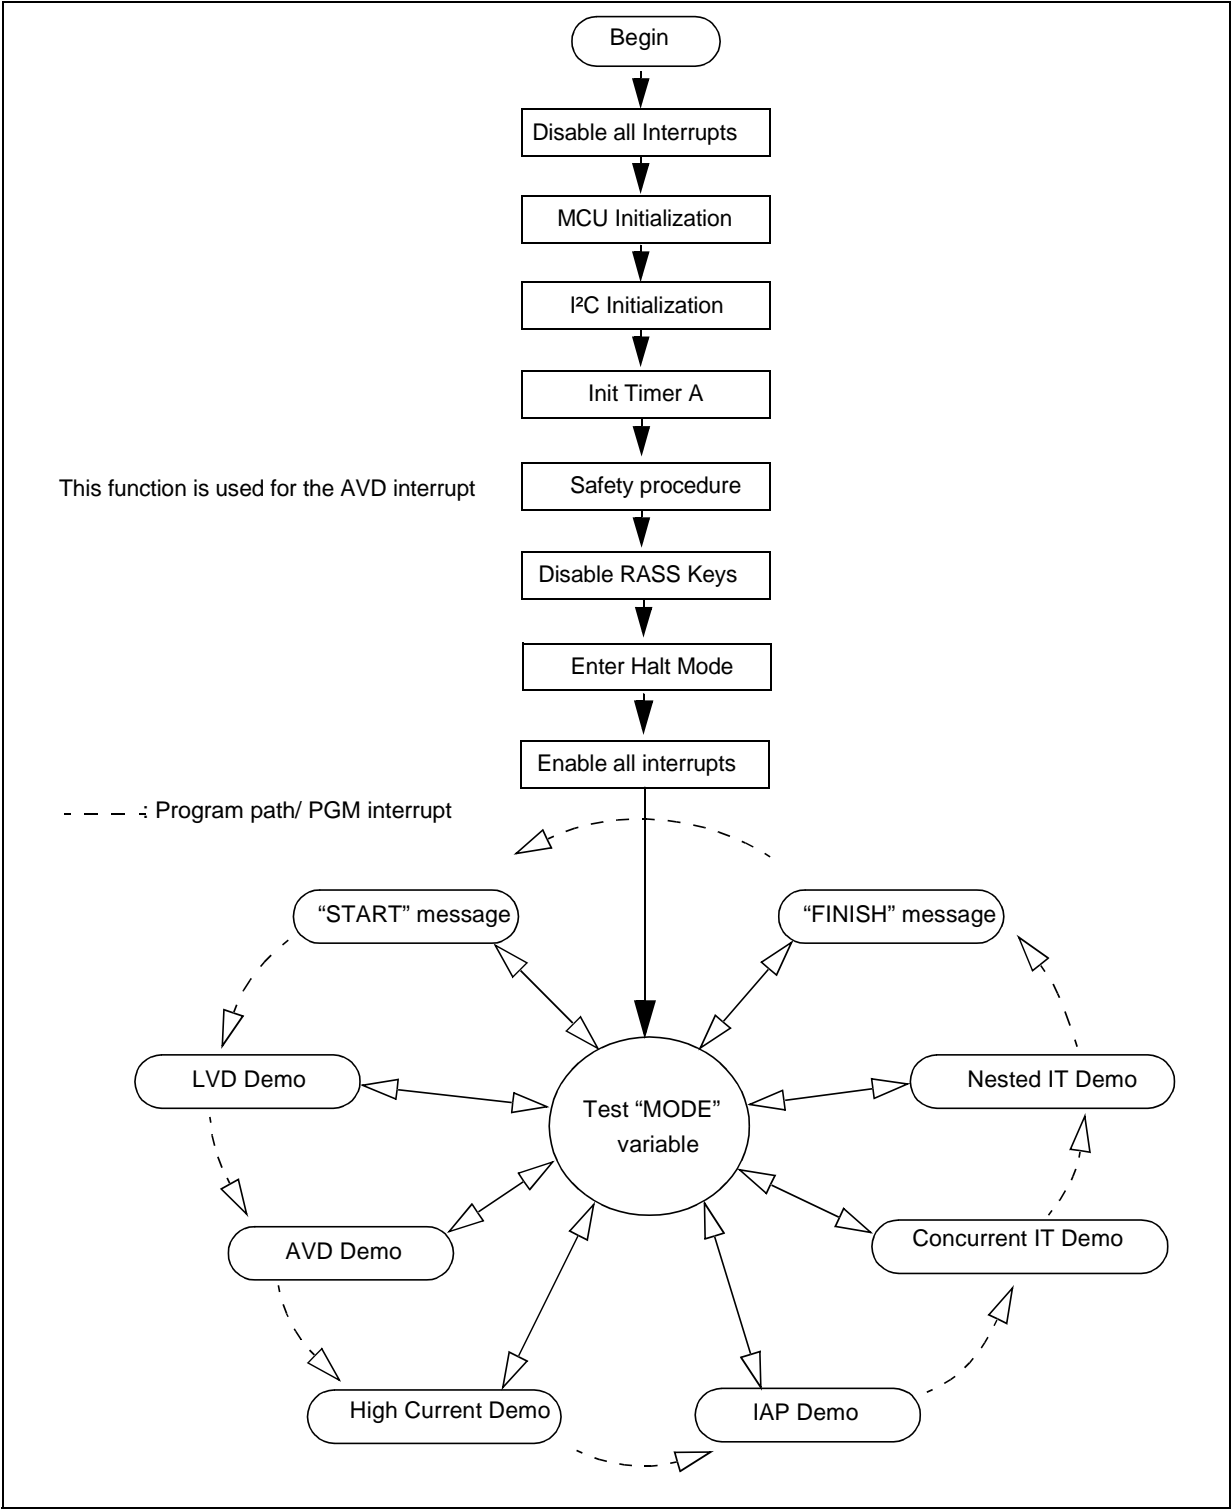 Begin
Disable all Interrupts
MCU Initialization
I²C Initialization
Init Timer A
This function is used for the AVD interrupt
Safety procedure
Disable RASS Keys
Enter Halt Mode
Enable all interrupts
: Program path/ PGM interrupt
“START” message
“FINISH” message
LVD Demo
Nested IT Demo
Test “MODE”
variable
AVD Demo
Concurrent IT Demo
High Current Demo
IAP Demo